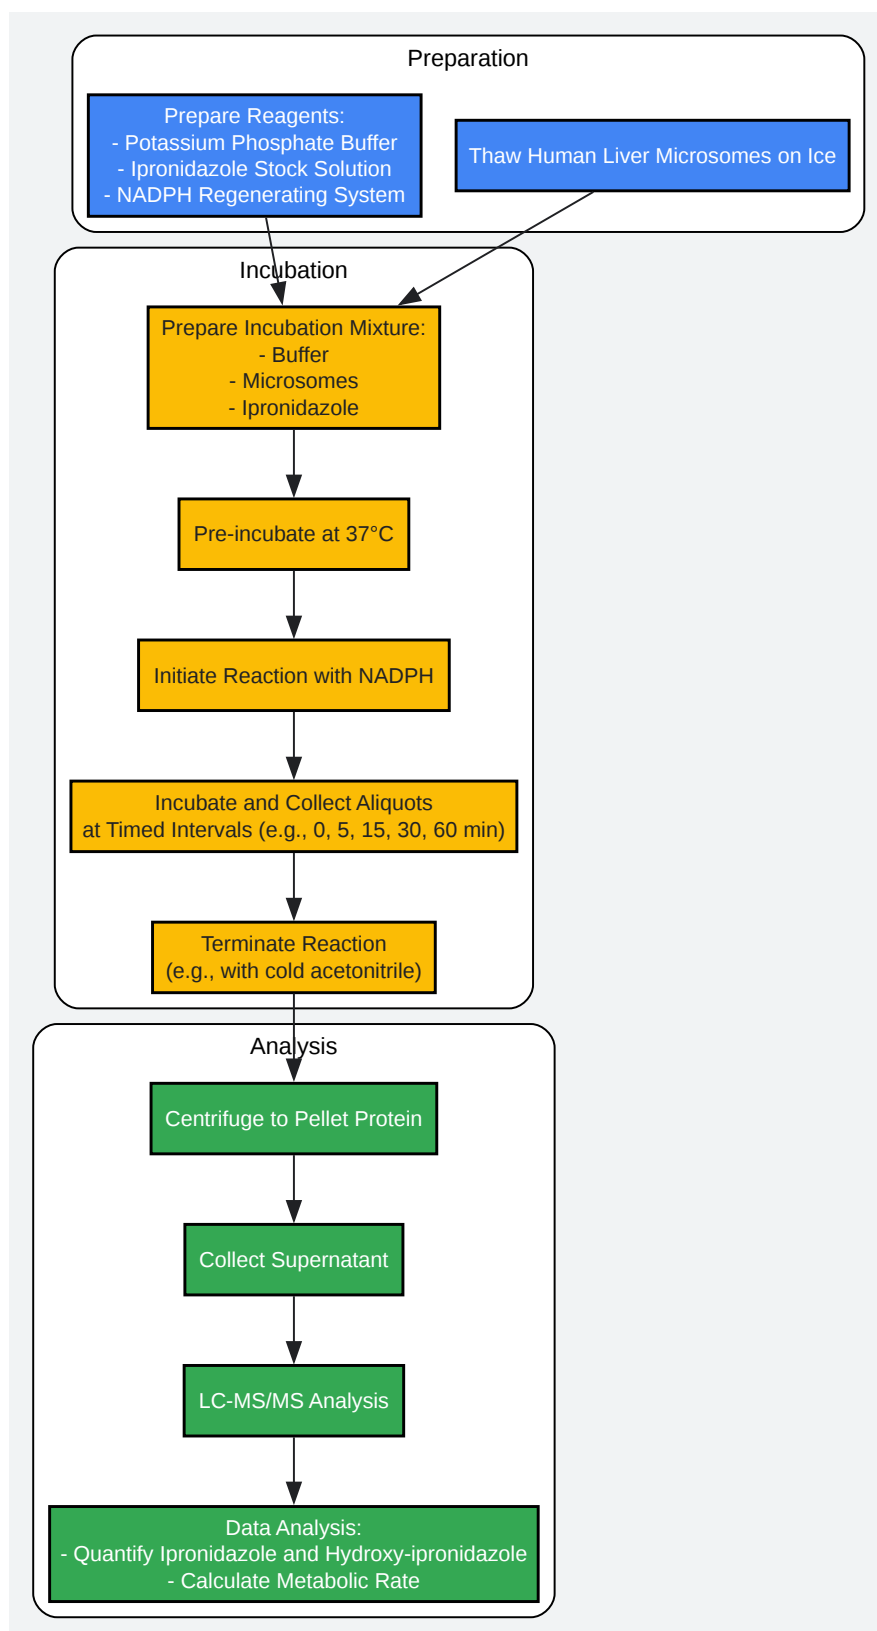 Preparation
Prepare Reagents:
- Potassium Phosphate Buffer
- Ipronidazole Stock Solution
- NADPH Regenerating System
Thaw Human Liver Microsomes on Ice
Incubation
Prepare Incubation Mixture:
- Buffer
- Microsomes
- Ipronidazole
Pre-incubate at 37°C
Initiate Reaction with NADPH
Incubate and Collect Aliquots
at Timed Intervals (e.g., 0, 5, 15, 30, 60 min)
Terminate Reaction
(e.g., with cold acetonitrile)
Analysis
Centrifuge to Pellet Protein
Collect Supernatant
LC-MS/MS Analysis
Data Analysis:
- Quantify Ipronidazole and Hydroxy-ipronidazole
- Calculate Metabolic Rate